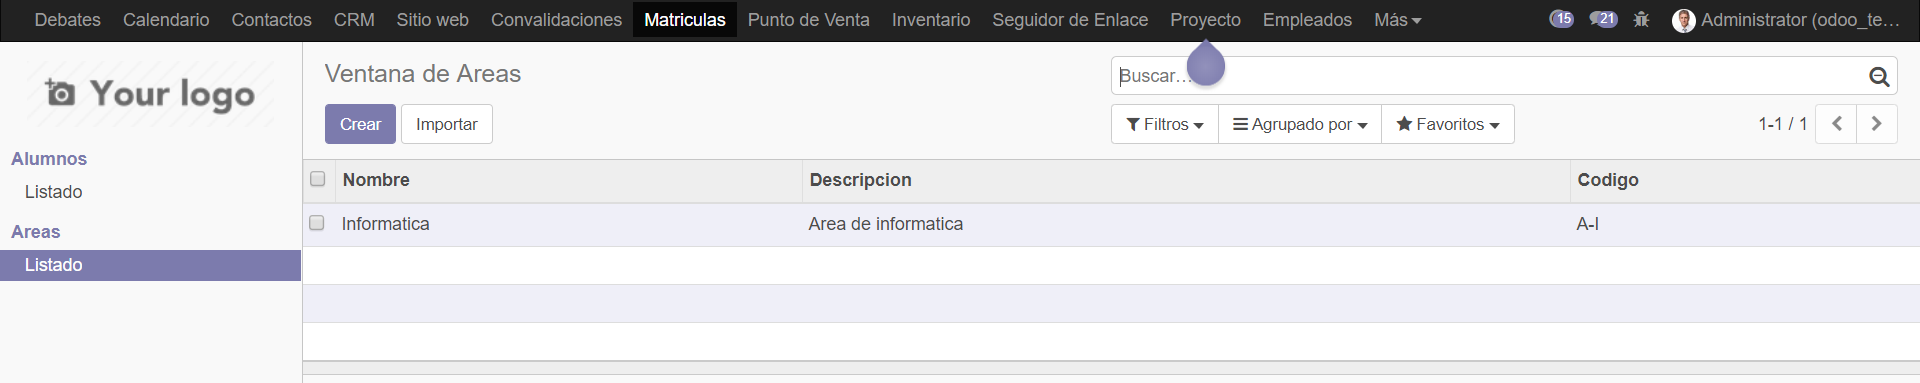 Debates Calendario Contactos CRM Sitio web Convalidaciones Matriculas Punto de Venta Inventario Seguidor de Enlace Proyecto Empleados Más 15 21 Administrator (odoo_te...
Your logo
Ventana de Areas
Buscar...
Crear Importar
Filtros Agrupado por Favoritos 1-1 / 1
Alumnos
Listado
Areas
Listado
Nombre Descripcion Codigo
Informatica Area de informatica A-I